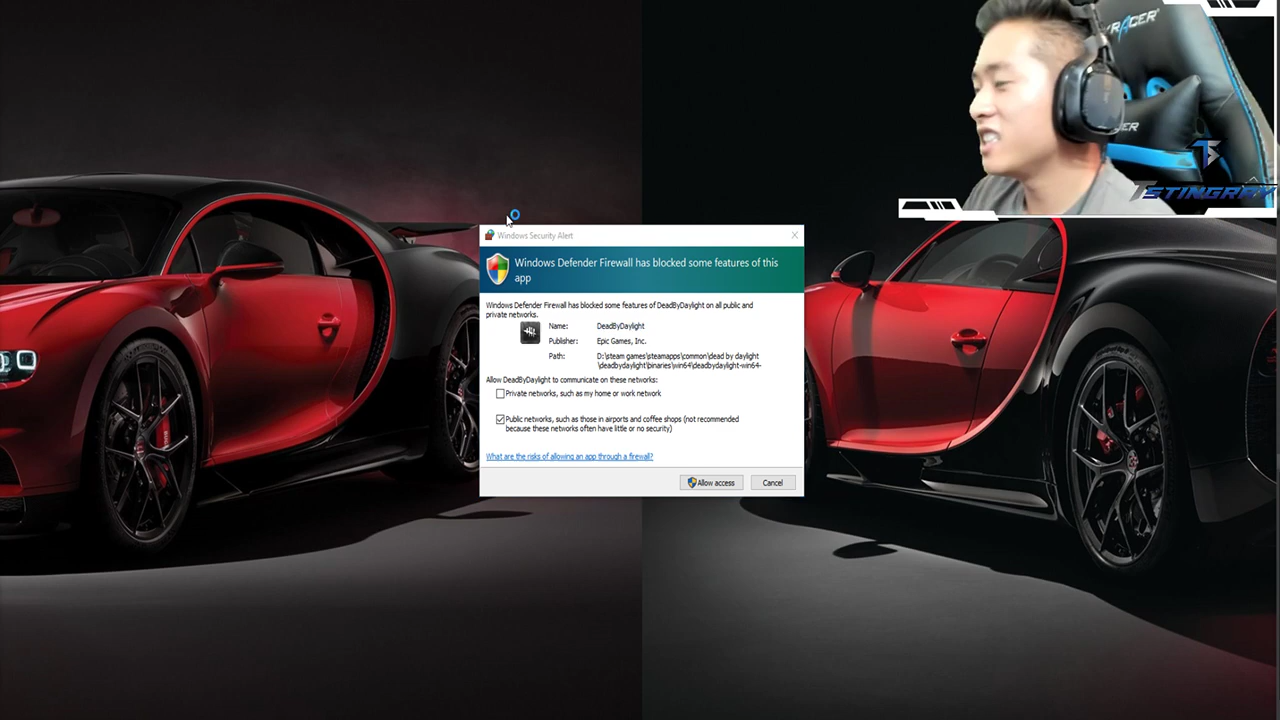 RACER
ER
TS
TSTINGRAY
Windows Security Alert
Windows Defender Firewall has blocked some features of this
app
Windows Defender Firewall has blocked some features of DeadByDaylight on all public and
private networks.
Name: DeadByDaylight
Publisher: Epic Games, Inc.
Path: D:\steam games\steamapps\common\dead by daylight
\deadbydaylight\binaries\win64\deadbydaylight-win64-
Allow DeadByDaylight to communicate on these networks:
Private networks, such as my home or work network
Public networks, such as those in airports and coffee shops (not recommended
because these networks often have little or no security)
What are the risks of allowing an app through a firewall?
Allow access
Cancel